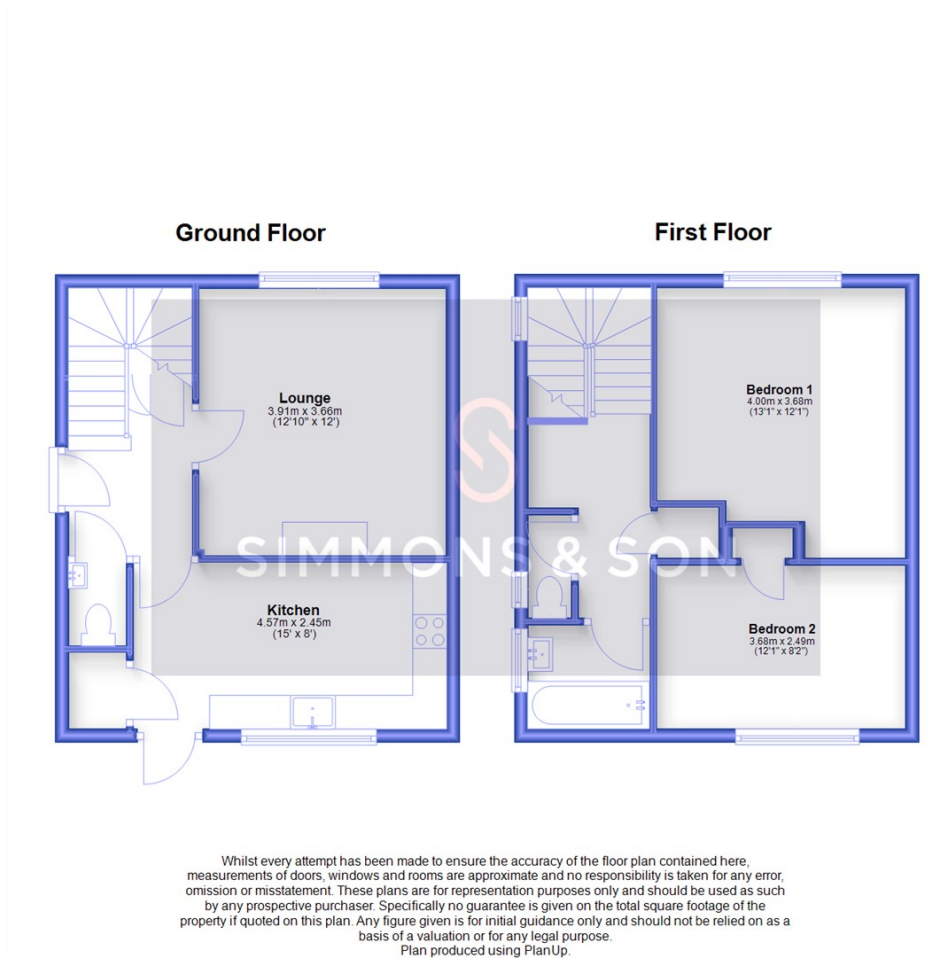 Ground Floor
First Floor
Lounge
3.91m x 3.66m
(12'10" x 12')
Bedroom 1
4.00m x 3.68m
(13'1" x 12'1")
SIMMONS & SON
Kitchen
4.57m x 2.45m
(15' x 8')
Bedroom 2
3.68m x 2.49m
(12'1" x 8'2")
Whilst every attempt has been made to ensure the accuracy of the floor plan contained here,
measurements of doors, windows and rooms are approximate and no responsibility is taken for any error,
omission or misstatement. These plans are for representation purposes only and should be used as such
by any prospective purchaser. Specifically no guarantee is given on the total square footage of the
property if quoted on this plan. Any figure given is for initial guidance only and should not be relied on as a
basis of a valuation or for any legal purpose.
Plan produced using PlanUp.